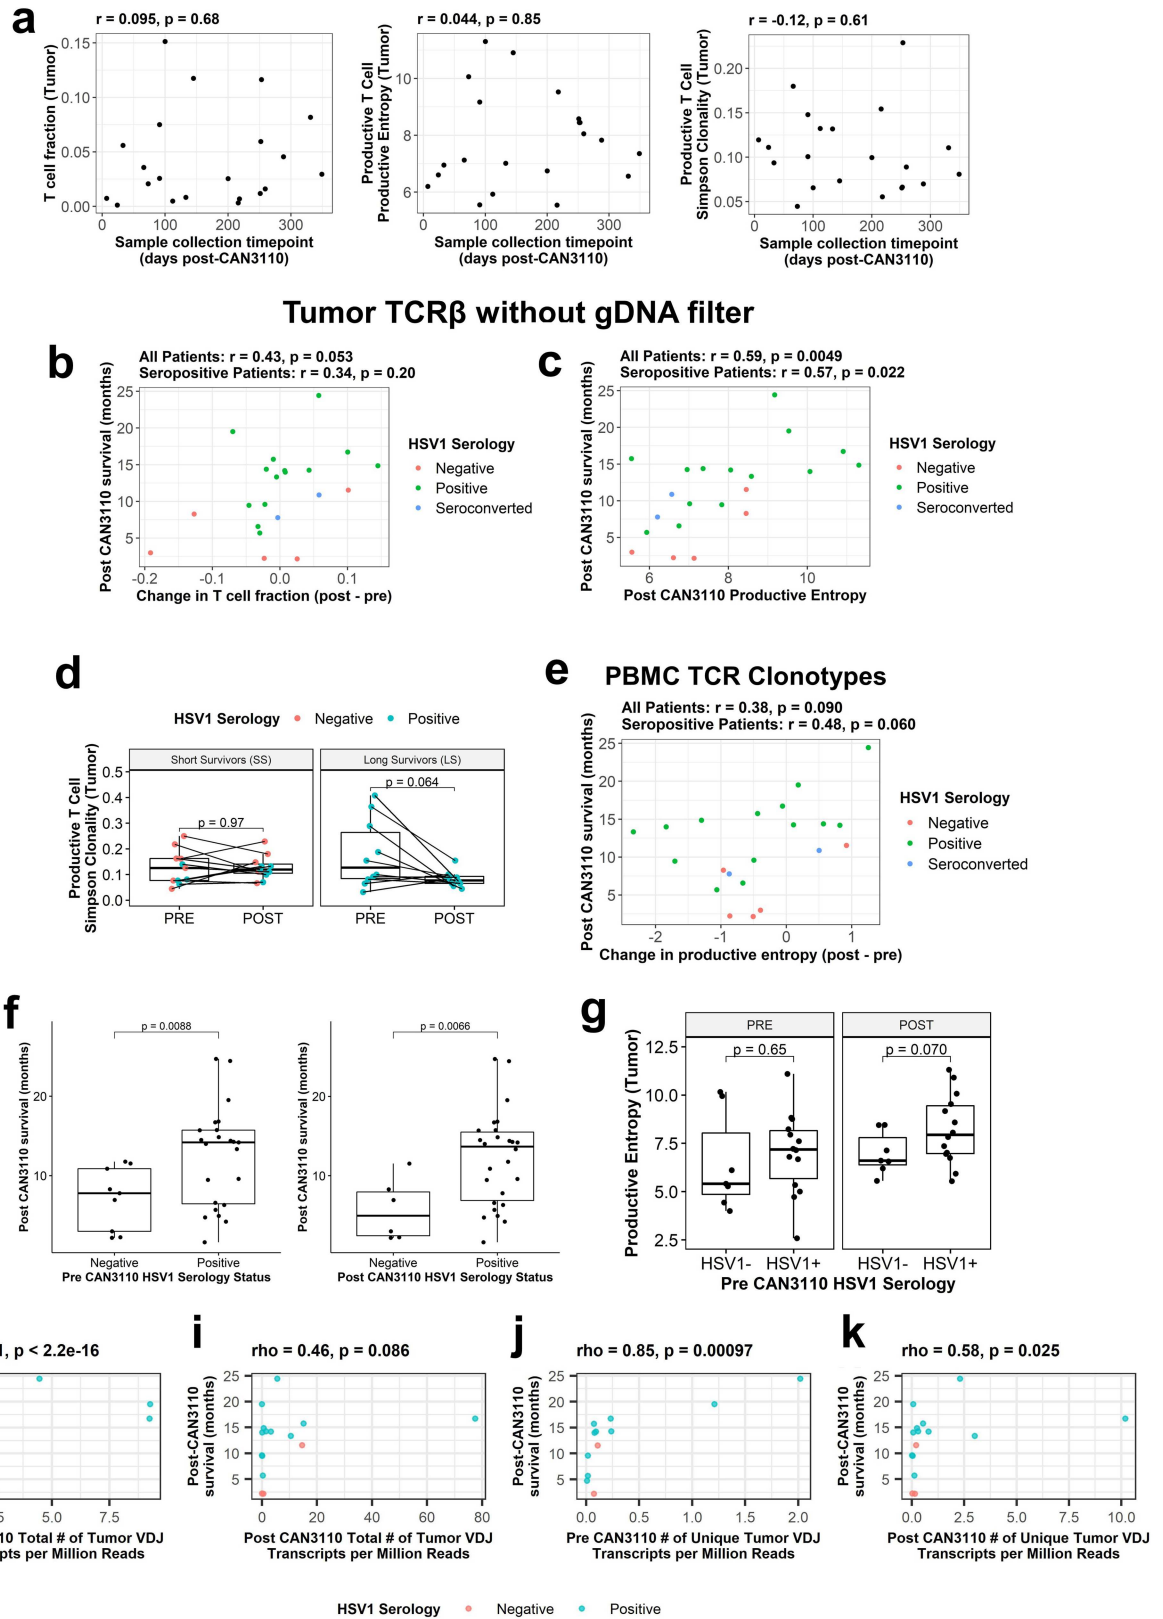 a
r = 0.095, p = 0.68
T cell fraction (Tumor)
0.15
0.10
0.05
0.00
0 100 200 300
Sample collection timepoint
(days post-CAN3110)
r = 0.044, p = 0.85
Productive T Cell
Productive Entropy (Tumor)
10
8
6
0 100 200 300
Sample collection timepoint
(days post-CAN3110)
r = -0.12, p = 0.61
Productive T Cell
Simpson Clonality (Tumor)
0.20
0.15
0.10
0.05
0 100 200 300
Sample collection timepoint
(days post-CAN3110)
Tumor TCRβ without gDNA filter
b
All Patients: r = 0.43, p = 0.053
Seropositive Patients: r = 0.34, p = 0.20
Post CAN3110 survival (months)
25
20
15
10
5
-0.2 -0.1 0.0 0.1
Change in T cell fraction (post - pre)
HSV1 Serology
Negative
Positive
Seroconverted
c
All Patients: r = 0.59, p = 0.0049
Seropositive Patients: r = 0.57, p = 0.022
Post CAN3110 survival (months)
25
20
15
10
5
6 8 10
Post CAN3110 Productive Entropy
HSV1 Serology
Negative
Positive
Seroconverted
d
HSV1 Serology Negative Positive
Short Survivors (SS)
Long Survivors (LS)
Productive T Cell
Simpson Clonality (Tumor)
0.5
0.4
0.3
0.2
0.1
0.0
p = 0.97
p = 0.064
PRE POST
PRE POST
e
PBMC TCR Clonotypes
All Patients: r = 0.38, p = 0.090
Seropositive Patients: r = 0.48, p = 0.060
Post CAN3110 survival (months)
25
20
15
10
5
-2 -1 0 1
Change in productive entropy (post - pre)
HSV1 Serology
Negative
Positive
Seroconverted
f
Post CAN3110 survival (months)
20
10
p = 0.0088
Negative Positive
Pre CAN3110 HSV1 Serology Status
Post CAN3110 survival (months)
20
10
p = 0.0066
Negative Positive
Post CAN3110 HSV1 Serology Status
g
PRE
POST
Productive Entropy (Tumor)
12.5
10.0
7.5
5.0
2.5
p = 0.65
p = 0.070
HSV1- HSV1+
HSV1- HSV1+
Pre CAN3110 HSV1 Serology
, p < 2.2e-16
5.0 7.5
10 Total # of Tumor VDJ
pts per Million Reads
i
rho = 0.46, p = 0.086
Post-CAN3110
survival (months)
25
20
15
10
5
0 20 40 60 80
Post CAN3110 Total # of Tumor VDJ
Transcripts per Million Reads
j
rho = 0.85, p = 0.00097
Post-CAN3110
survival (months)
25
20
15
10
5
0.0 0.5 1.0 1.5 2.0
Pre CAN3110 # of Unique Tumor VDJ
Transcripts per Million Reads
k
rho = 0.58, p = 0.025
Post-CAN3110
survival (months)
25
20
15
10
5
0.0 2.5 5.0 7.5 10.0
Post CAN3110 # of Unique Tumor VDJ
Transcripts per Million Reads
HSV1 Serology Negative Positive